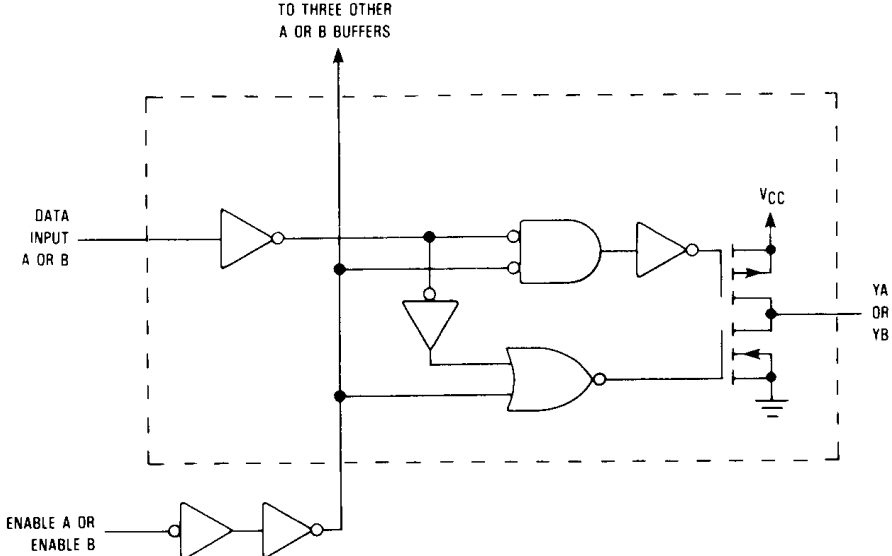 TO THREE OTHER
A OR B BUFFERS
DATA
INPUT
A OR B
VCC
YA
OR
YB
ENABLE A OR
ENABLE B